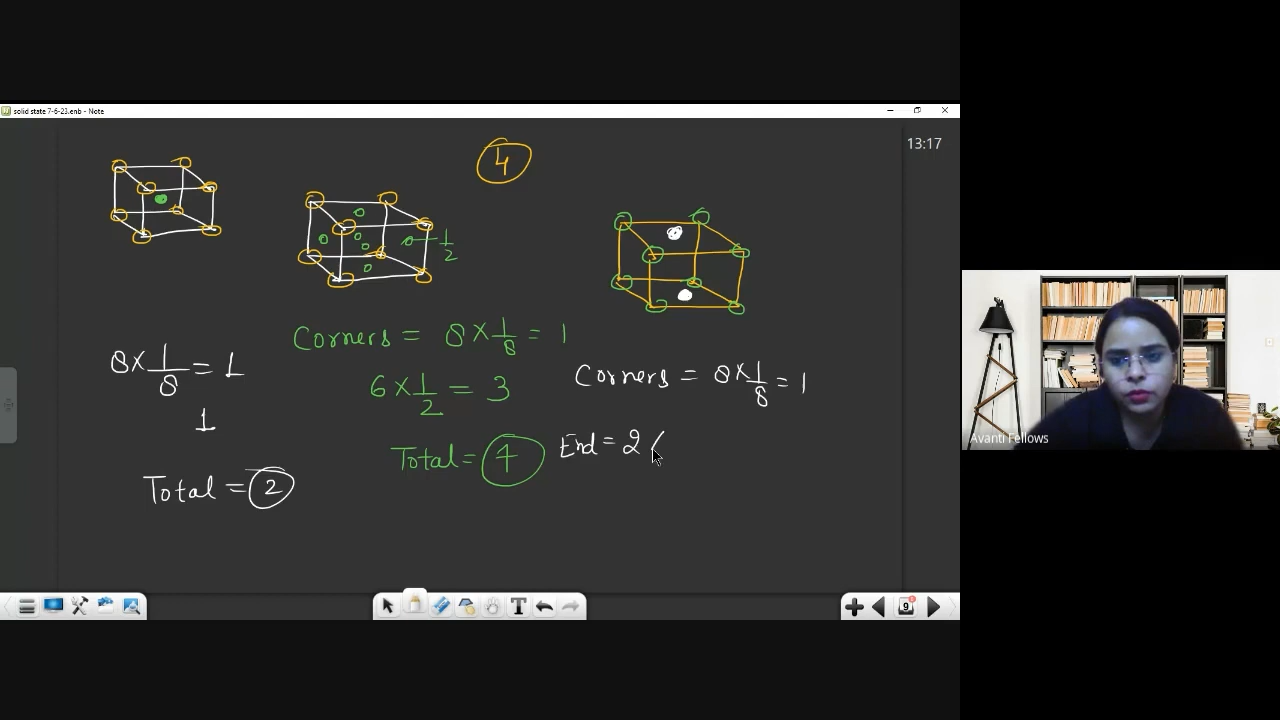 solid state 7-6-23.enb - Note
13:17
4
1/2
Corners = 8 × 1/8 = 1
6 × 1/2 = 3
Total = 4
8 × 1/8 = 1
1
Total = 2
Corners = 8 × 1/8 = 1
End = 2 (
Avanti Fellows
T
9